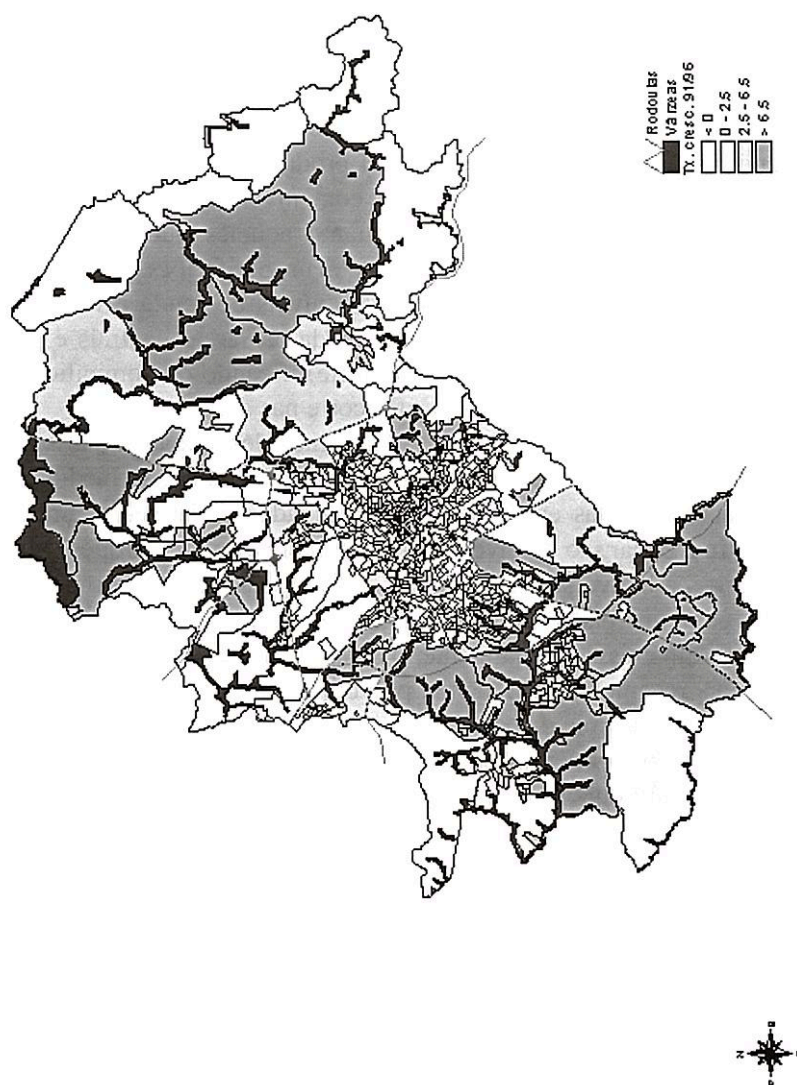 Rodovias
Várzeas
Tx. cresc. 91/96
< 0
0 - 2.5
2.5 - 6.5
> 6.5
N